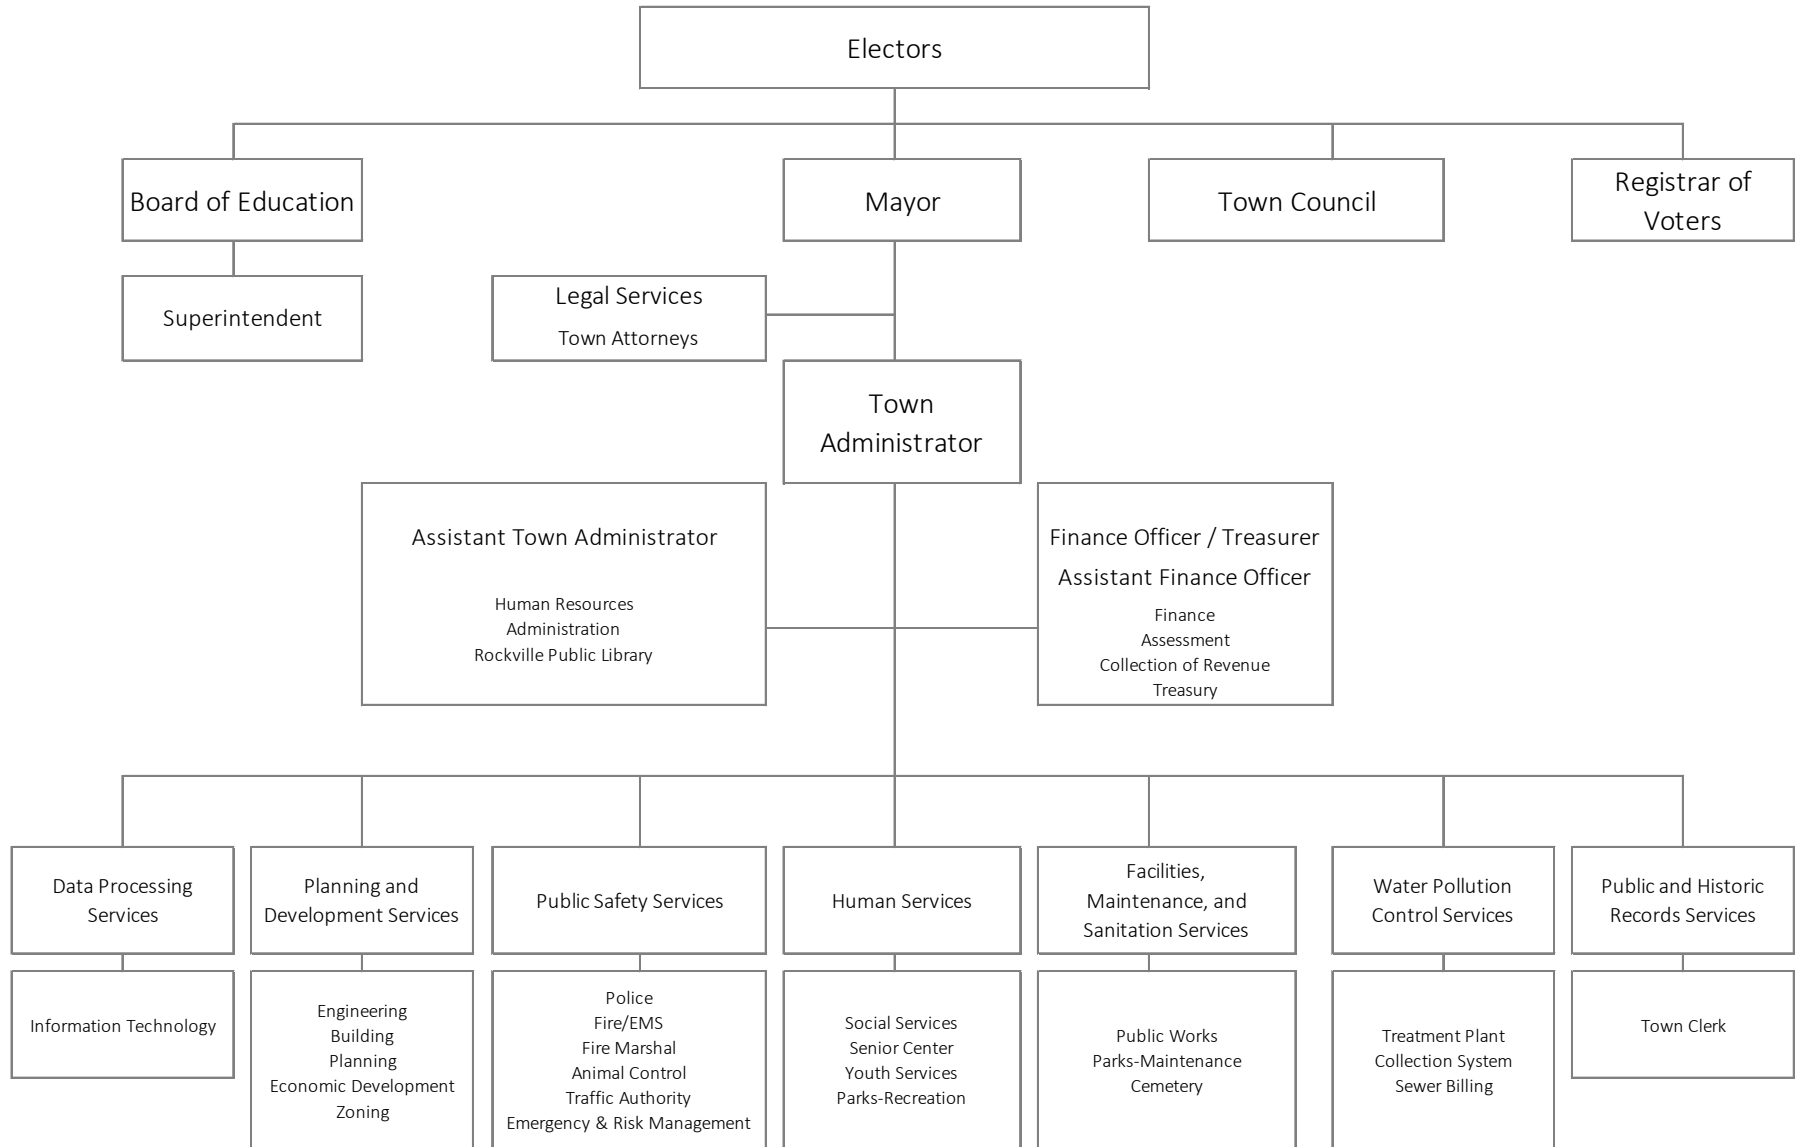 Electors
Board of Education
Mayor
Town Council
Registrar of
Voters
Superintendent
Legal Services
Town Attorneys
Town
Administrator
Assistant Town Administrator
Human Resources
Administration
Rockville Public Library
Finance Officer / Treasurer
Assistant Finance Officer
Finance
Assessment
Collection of Revenue
Treasury
Data Processing
Services
Planning and
Development Services
Public Safety Services
Human Services
Facilities,
Maintenance, and
Sanitation Services
Water Pollution
Control Services
Public and Historic
Records Services
Information Technology
Engineering
Building
Planning
Economic Development
Zoning
Police
Fire/EMS
Fire Marshal
Animal Control
Traffic Authority
Emergency & Risk Management
Social Services
Senior Center
Youth Services
Parks-Recreation
Public Works
Parks-Maintenance
Cemetery
Treatment Plant
Collection System
Sewer Billing
Town Clerk